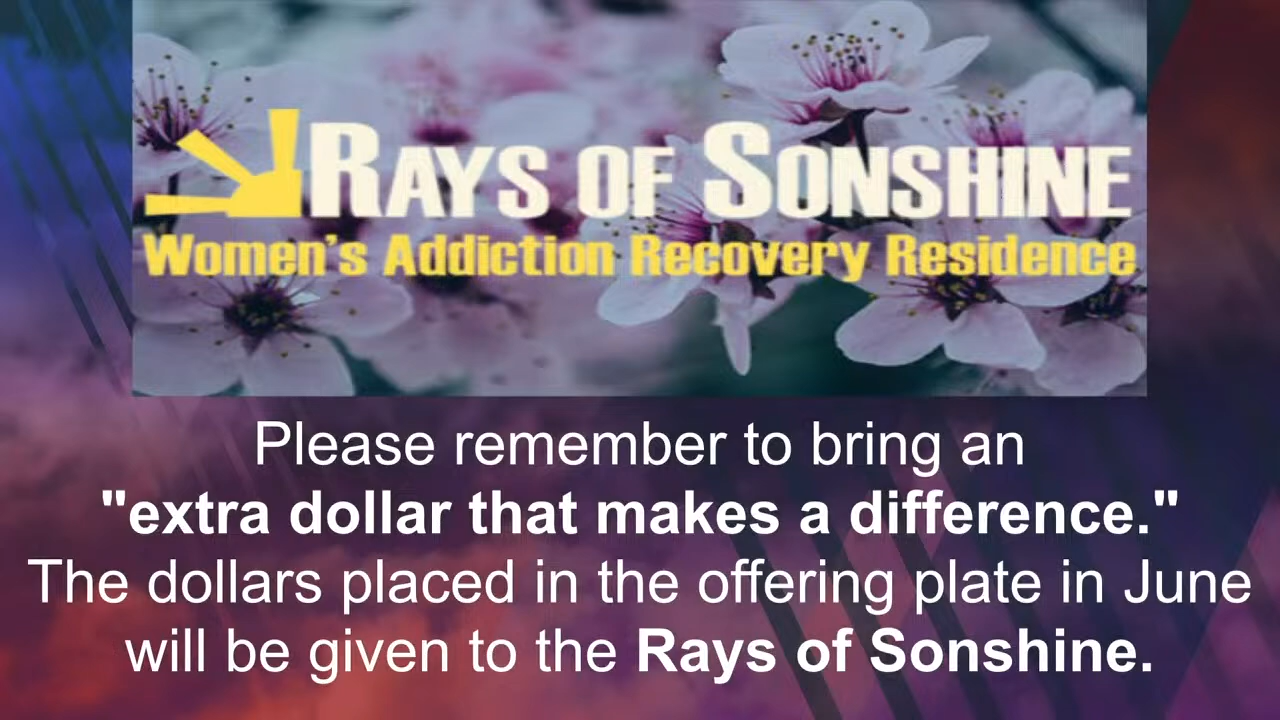 RAYS OF SONSHINE
Women's Addiction Recovery Residence
Please remember to bring an
"extra dollar that makes a difference."
The dollars placed in the offering plate in June
will be given to the Rays of Sonshine.